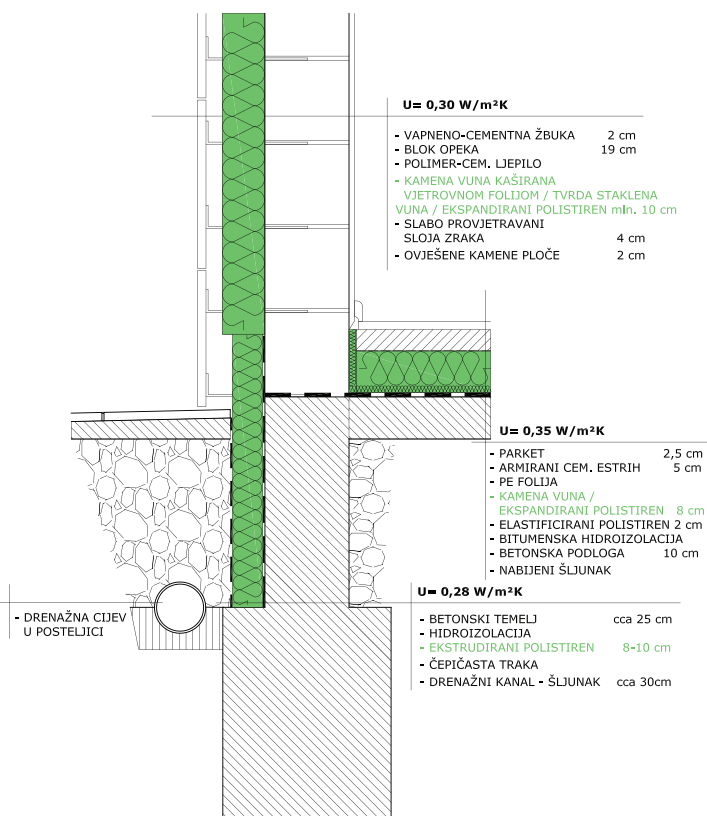 U= 0,30 W/m²K
- VAPNENO-CEMENTNA ŽBUKA 2 cm
- BLOK OPEKA 19 cm
- POLIMER-CEM. LJEPILO
- KAMENA VUNA KAŠIRANA
VJETROVNOM FOLIJOM / TVRDA STAKLENA
VUNA / EKSPANDIRANI POLISTIREN min. 10 cm
- SLABO PROVJETRAVANI
SLOJA ZRAKA 4 cm
- OVJEŠENE KAMENE PLOČE 2 cm
U= 0,35 W/m²K
- PARKET 2,5 cm
- ARMIRANI CEM. ESTRIH 5 cm
- PE FOLIJA
- KAMENA VUNA /
EKSPANDIRANI POLISTIREN 8 cm
- ELASTIFICIRANI POLISTIREN 2 cm
- BITUMENSKA HIDROIZOLACIJA
- BETONSKA PODLOGA 10 cm
- NABIJENI ŠLJUNAK
U= 0,28 W/m²K
- BETONSKI TEMELJ cca 25 cm
- HIDROIZOLACIJA
- EKSTRUDIRANI POLISTIREN 8-10 cm
- ČEPIČASTA TRAKA
- DRENAŽNI KANAL - ŠLJUNAK cca 30cm
- DRENAŽNA CIJEV
U POSTELJICI